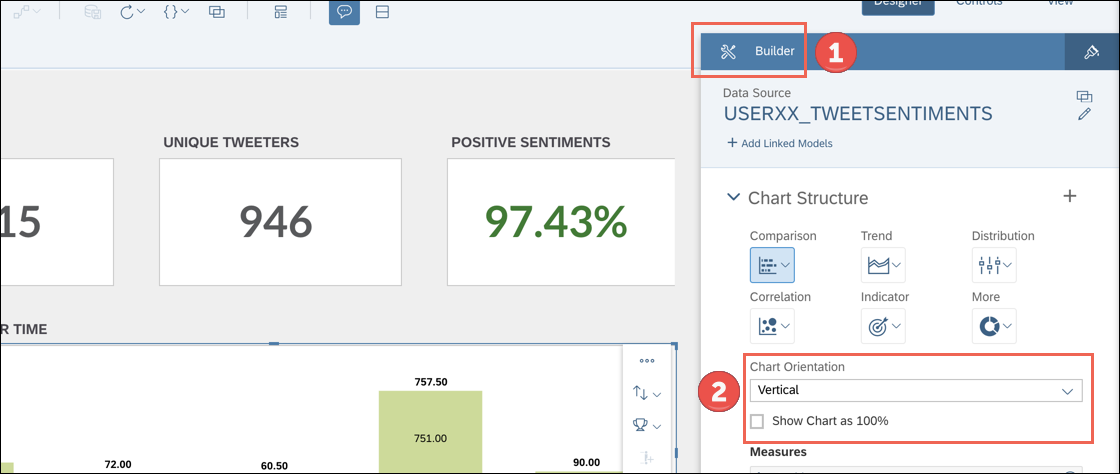 Designer Controls View
Builder
1
Data Source
USERXX_TWEETSENTIMENTS
+ Add Linked Models
UNIQUE TWEETERS
POSITIVE SENTIMENTS
15
946
97.43%
Chart Structure
Comparison Trend Distribution
Correlation Indicator More
R TIME
Chart Orientation
2
Vertical
Show Chart as 100%
Measures
757.50
751.00
72.00
60.50
90.00